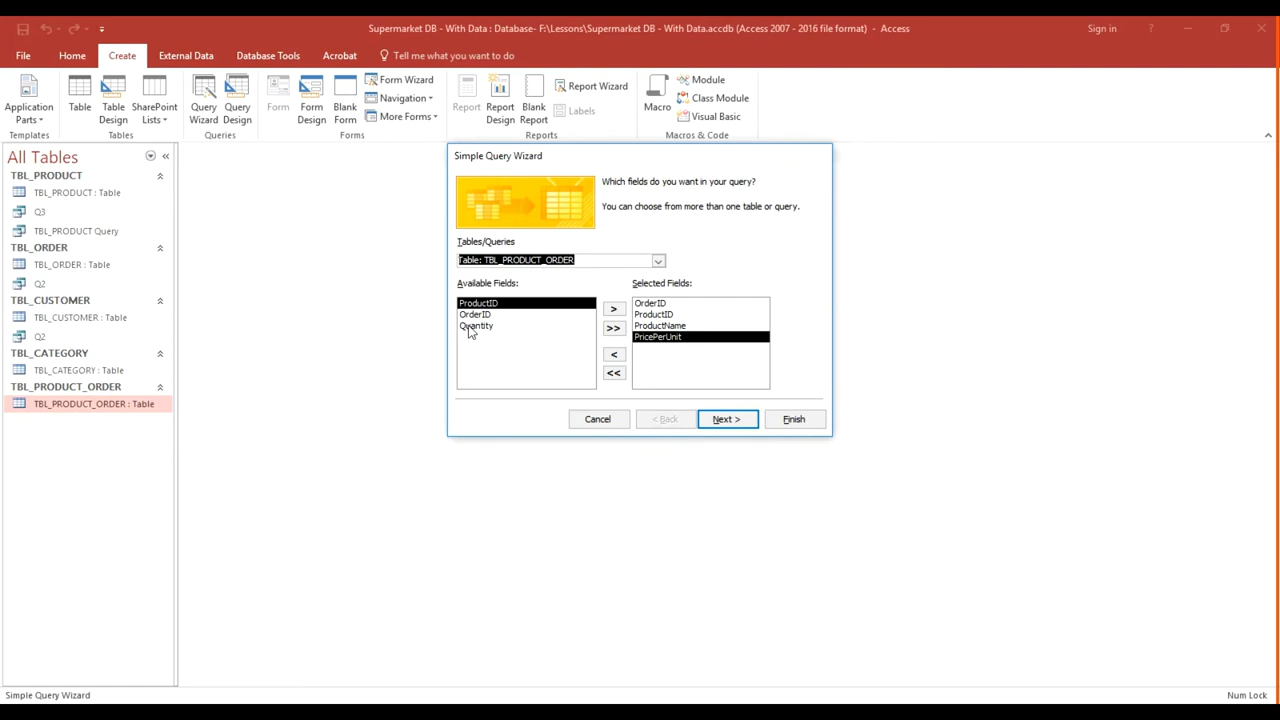 Supermarket DB - With Data : Database- F:\Lessons\Supermarket DB - With Data.accdb (Access 2007 - 2016 file format) - Access
Sign in
?
File
Home
Create
External Data
Database Tools
Acrobat
Tell me what you want to do
Application Parts
Table
Table Design
SharePoint Lists
Query Wizard
Query Design
Form
Form Design
Blank Form
Form Wizard
Navigation
More Forms
Report
Report Design
Blank Report
Report Wizard
Labels
Macro
Module
Class Module
Visual Basic
Templates
Tables
Queries
Forms
Reports
Macros & Code
All Tables
«
TBL_PRODUCT
TBL_PRODUCT : Table
Q3
TBL_PRODUCT Query
TBL_ORDER
TBL_ORDER : Table
Q2
TBL_CUSTOMER
TBL_CUSTOMER : Table
Q2
TBL_CATEGORY
TBL_CATEGORY : Table
TBL_PRODUCT_ORDER
TBL_PRODUCT_ORDER : Table
Simple Query Wizard
Which fields do you want in your query?
You can choose from more than one table or query.
Tables/Queries
Table: TBL_PRODUCT_ORDER
Available Fields:
ProductID
OrderID
Quantity
>
>>
<
<<
Selected Fields:
OrderID
ProductID
ProductName
PricePerUnit
Cancel
< Back
Next >
Finish
Simple Query Wizard
Num Lock